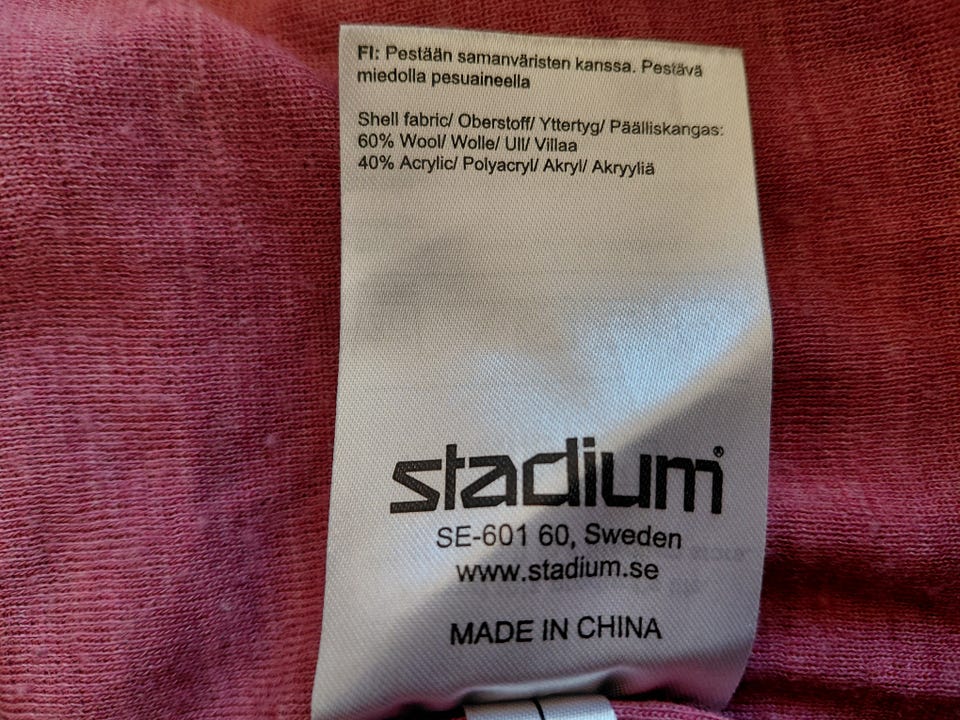 FI: Pestään samanväristen kanssa. Pestävä
miedolla pesuaineella
Shell fabric/ Oberstoff/ Yttertyg/ Päälliskangas:
60% Wool/ Wolle/ Ull/ Villaa
40% Acrylic/ Polyacryl/ Akryl/ Akryyliä
stadium®
SE-601 60, Sweden
www.stadium.se
MADE IN CHINA